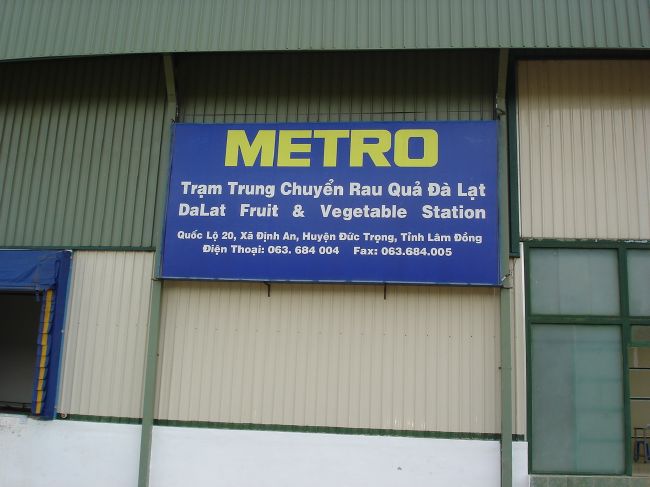 METRO
Trạm Trung Chuyển Rau Quả Đà Lạt
DaLat Fruit & Vegetable Station
Quốc Lộ 20, Xã Định An, Huyện Đức Trọng, Tỉnh Lâm Đồng
Điện Thoại: 063. 684 004 Fax: 063.684.005